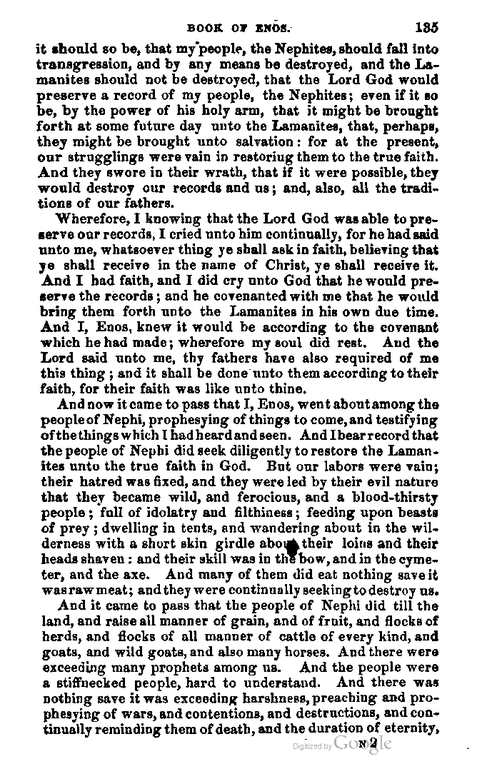 BOOK OF ENOS. 135
it should so be, that my people, the Nephites, should fall into
transgression, and by any means be destroyed, and the La-
manites should not be destroyed, that the Lord God would
preserve a record of my people, the Nephites; even if it so
be, by the power of his holy arm, that it might be brought
forth at some future day unto the Lamanites, that, perhaps,
they might be brought unto salvation: for at the present,
our strugglings were vain in restoring them to the true faith.
And they swore in their wrath, that if it were possible, they
would destroy our records and us; and, also, all the tradi-
tions of our fathers.
Wherefore, I knowing that the Lord God was able to pre-
serve our records, I cried unto him continually, for he had said
unto me, whatsoever thing ye shall ask in faith, believing that
ye shall receive in the name of Christ, ye shall receive it.
And I had faith, and I did cry unto God that he would pre-
serve the records; and he covenanted with me that he would
bring them forth unto the Lamanites in his own due time.
And I, Enos, knew it would be according to the covenant
which he had made; wherefore my soul did rest. And the
Lord said unto me, thy fathers have also required of me
this thing; and it shall be done unto them according to their
faith, for their faith was like unto thine.
And now it came to pass that I, Enos, went about among the
people of Nephi, prophesying of things to come, and testifying
of the things which I had heard and seen. And I bear record that
the people of Nephi did seek diligently to restore the Laman-
ites unto the true faith in God. But our labors were vain;
their hatred was fixed, and they were led by their evil nature
that they became wild, and ferocious, and a blood-thirsty
people; full of idolatry and filthiness; feeding upon beasts
of prey; dwelling in tents, and wandering about in the wil-
derness with a short skin girdle about their loins and their
heads shaven: and their skill was in the bow, and in the cyme-
ter, and the axe. And many of them did eat nothing save it
was raw meat; and they were continually seeking to destroy us.
And it came to pass that the people of Nephi did till the
land, and raise all manner of grain, and of fruit, and flocks of
herds, and flocks of all manner of cattle of every kind, and
goats, and wild goats, and also many horses. And there were
exceeding many prophets among us. And the people were
a stiffnecked people, hard to understand. And there was
nothing save it was exceeding harshness, preaching and pro-
phesying of wars, and contentions, and destructions, and con-
tinually reminding them of death, and the duration of eternity,
N 2
Digitized by Google